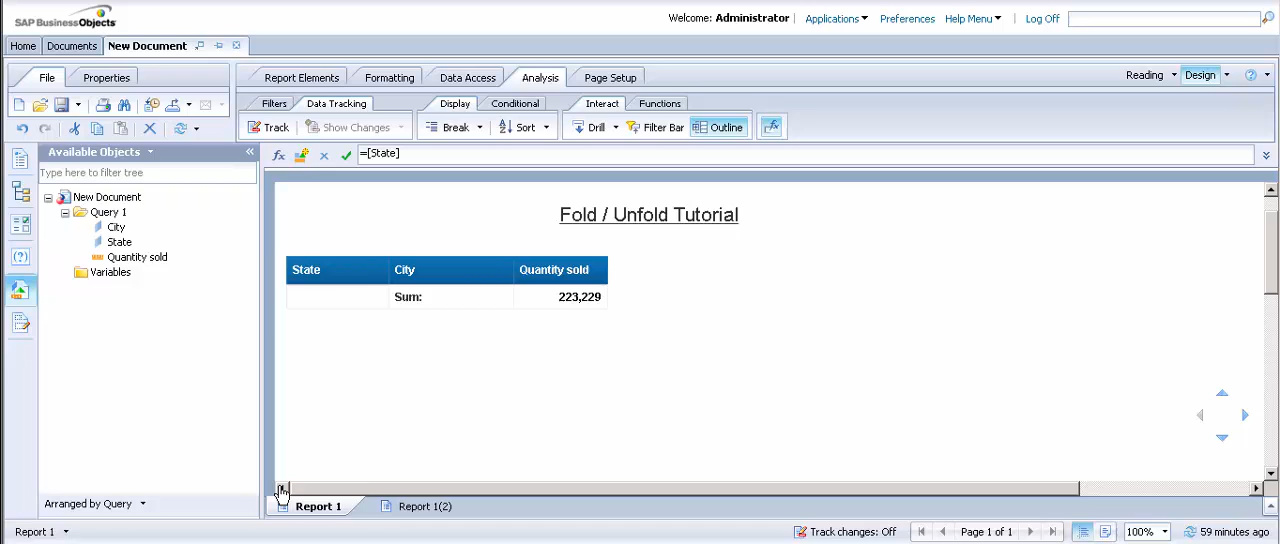 SAP BusinessObjects
Welcome: Administrator Applications Preferences Help Menu Log Off
Home Documents New Document
File Properties Report Elements Formatting Data Access Analysis Page Setup Reading Design
Filters Data Tracking Display Conditional Interact Functions
Track Show Changes Break Sort Drill Filter Bar Outline
Available Objects =[State]
Type here to filter tree
New Document
Query 1
City
State
Quantity sold
Variables
Fold / Unfold Tutorial
State City Quantity sold
Sum: 223,229
Arranged by Query Report 1 Report 1(2)
Report 1 Track changes: Off Page 1 of 1 100% 59 minutes ago